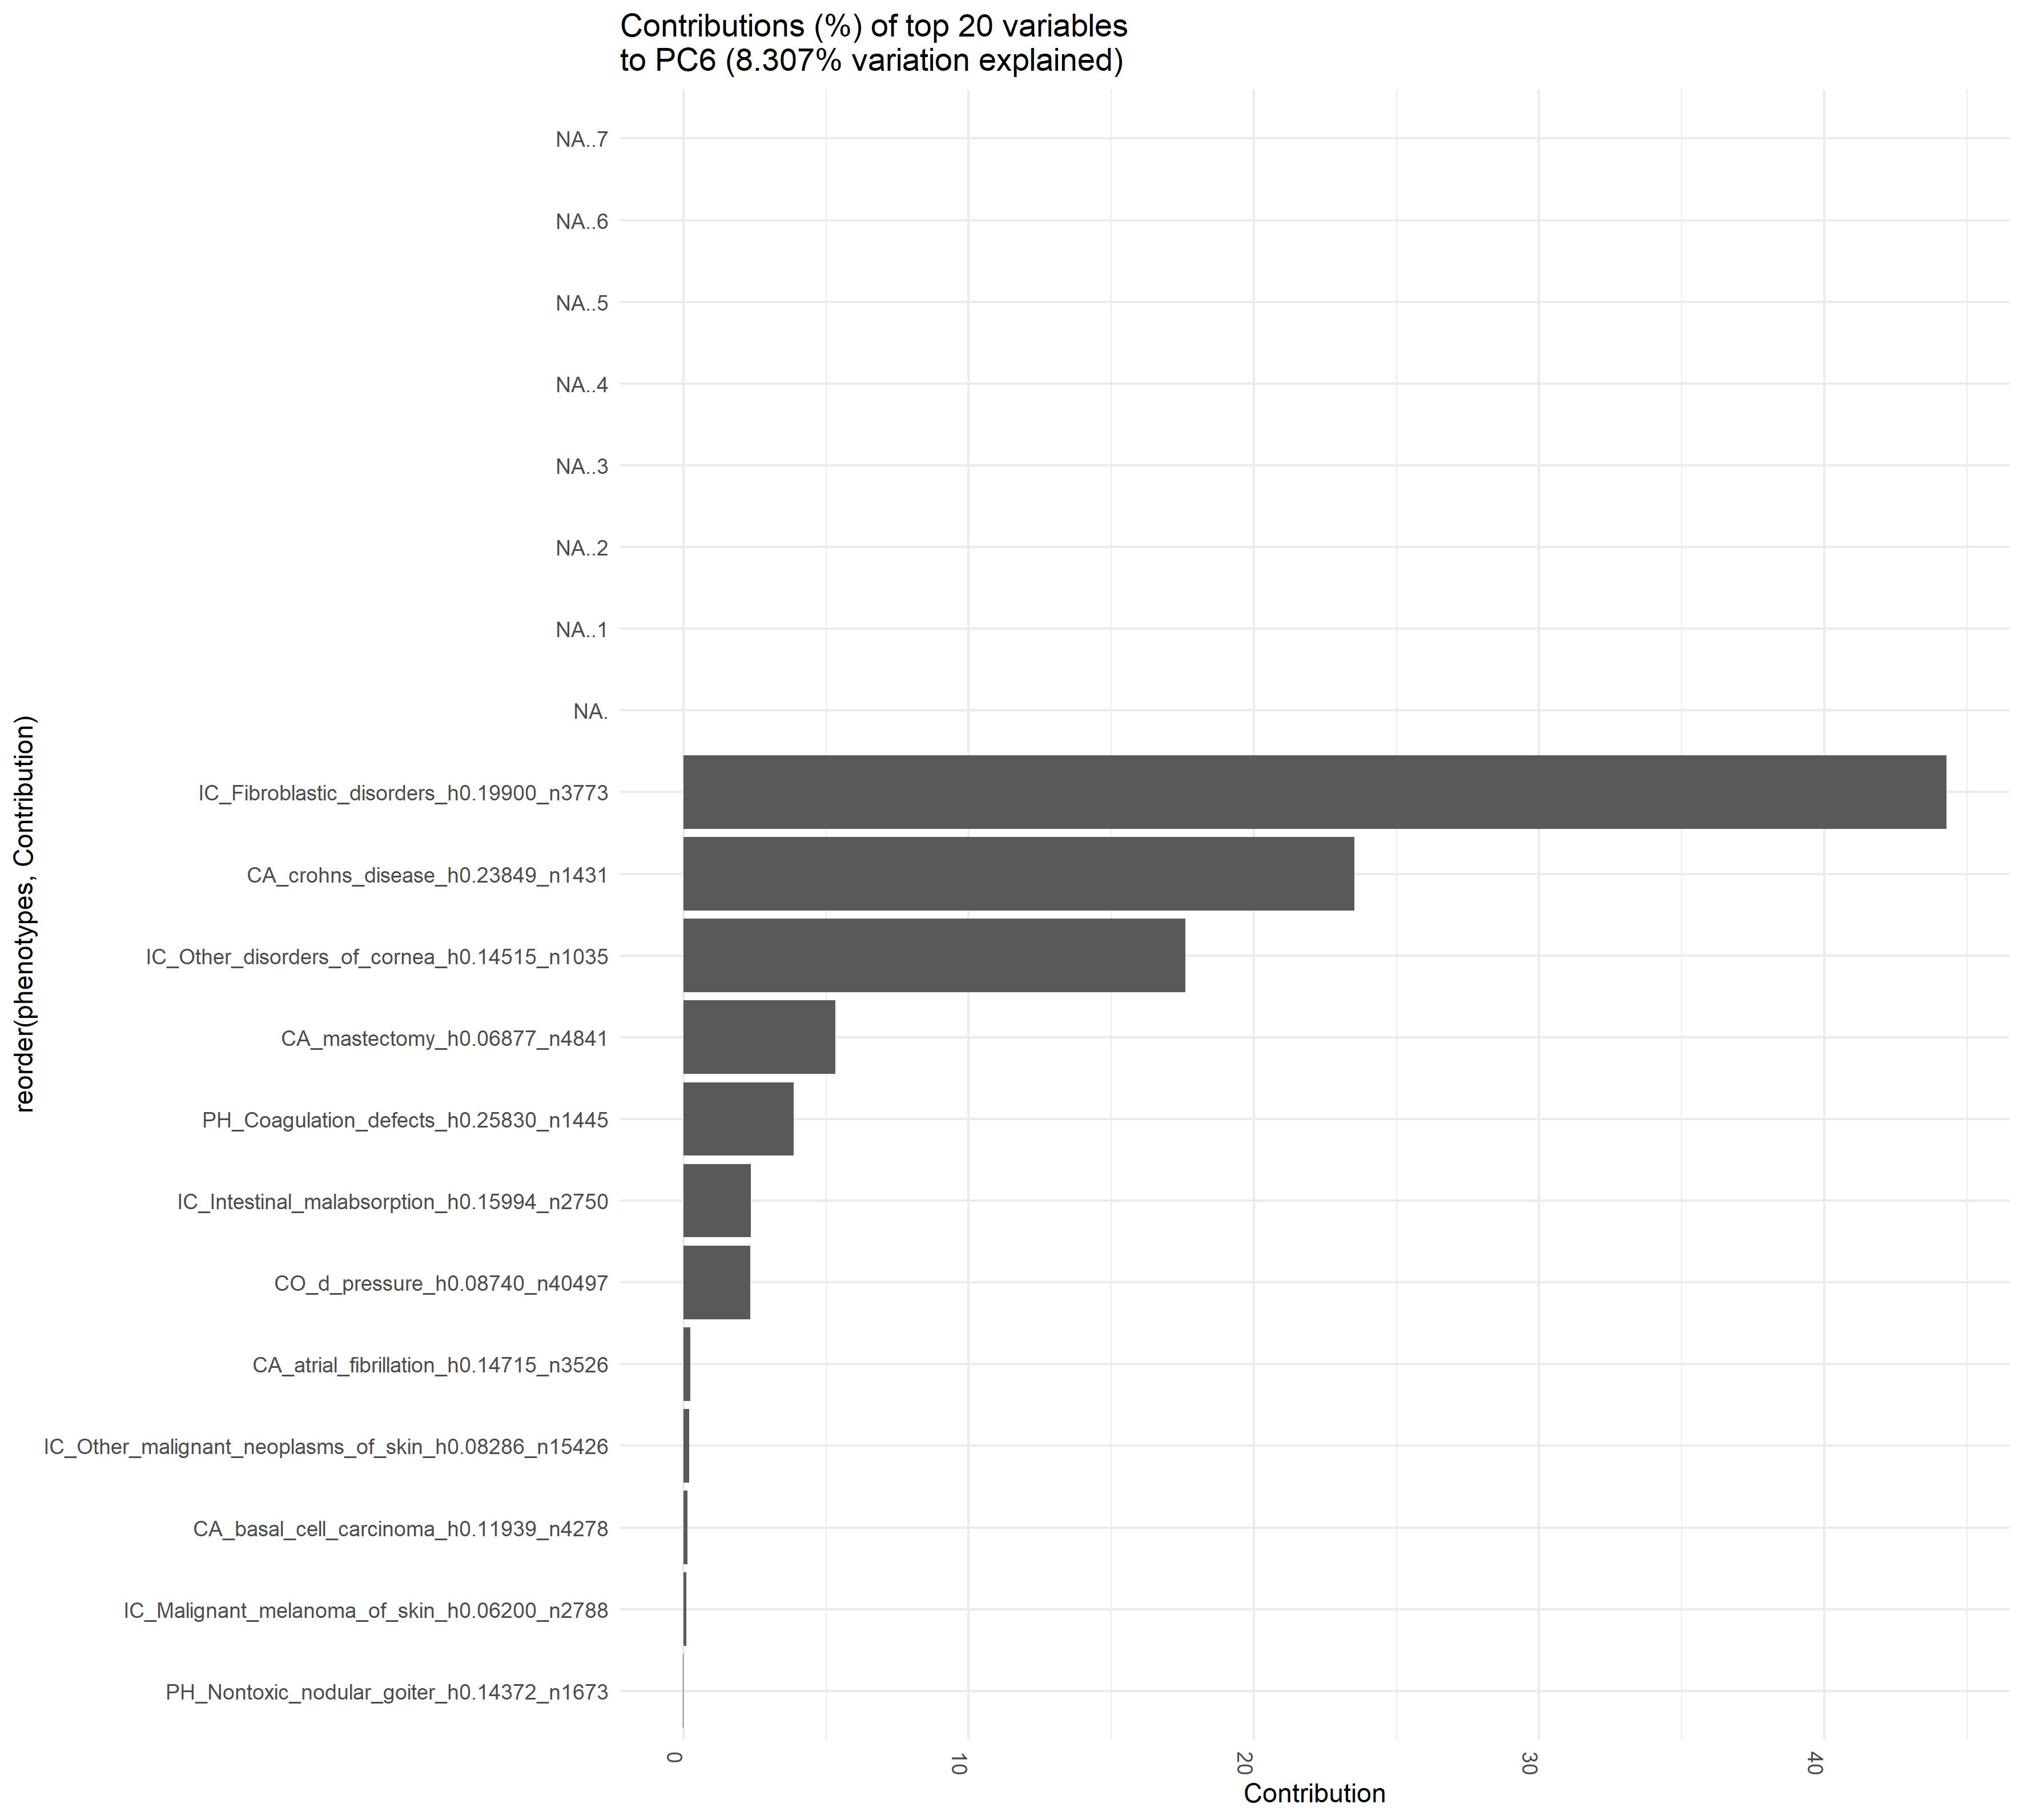 Contributions (%) of top 20 variables
to PC6 (8.307% variation explained)
NA..7
NA..6
NA..5
NA..4
NA..3
NA..2
NA..1
NA.
IC_Fibroblastic_disorders_h0.19900_n3773
CA_crohns_disease_h0.23849_n1431
IC_Other_disorders_of_cornea_h0.14515_n1035
CA_mastectomy_h0.06877_n4841
PH_Coagulation_defects_h0.25830_n1445
IC_Intestinal_malabsorption_h0.15994_n2750
CO_d_pressure_h0.08740_n40497
CA_atrial_fibrillation_h0.14715_n3526
IC_Other_malignant_neoplasms_of_skin_h0.08286_n15426
CA_basal_cell_carcinoma_h0.11939_n4278
IC_Malignant_melanoma_of_skin_h0.06200_n2788
PH_Nontoxic_nodular_goiter_h0.14372_n1673
reorder(phenotypes, Contribution)
0
10
20
30
40
Contribution